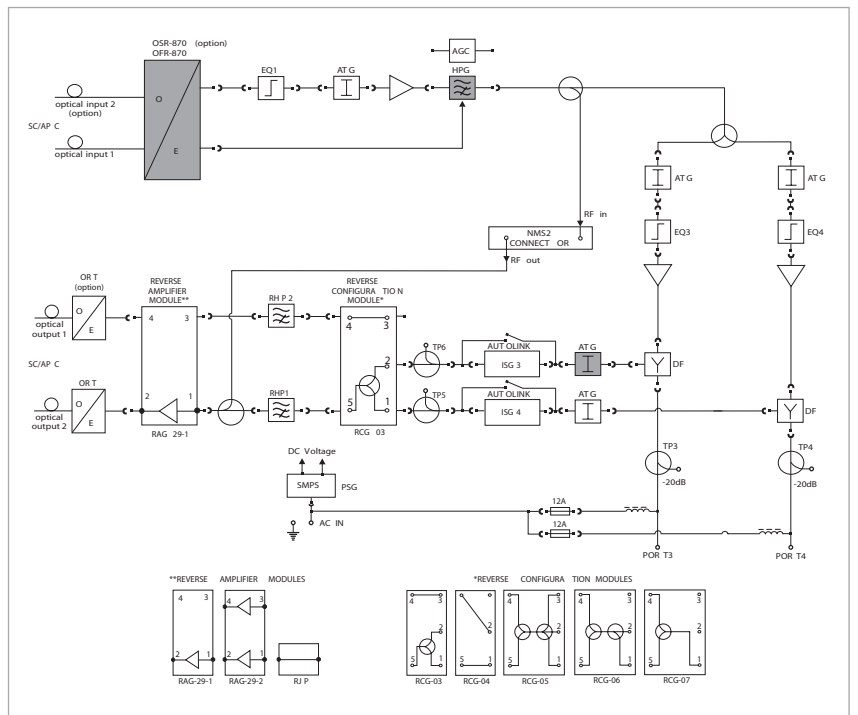 OSR-870 (option)
OFR-870
AGC
EQ1
AT G
HPG
O
E
optical input 2
(option)
SC/AP C
optical input 1
AT G
AT G
EQ3
EQ4
RF in
NMS2
CONNECT OR
RF out
OR T
(option)
O
E
optical
output 1
REVERSE
AMPLIFIER
MODULE**
4 3
2 1
RAG 29-1
RH P 2
REVERSE
CONFIGURA TIO N
MODULE*
4 3
2
5 1
RCG 03
TP6
AUT OLINK
ISG 3
AT G
DF
SC/AP C
OR T
O
E
optical
output 2
RHP1
TP5
AUT OLINK
ISG 4
AT G
DF
TP3
-20dB
TP4
-20dB
DC Voltage
SMPS
PSG
AC IN
12A
12A
POR T3
POR T4
**REVERSE AMPLIFIER MODULES
4 3
2 1
RAG-29-1
4 3
2 1
RAG-29-2
RJ P
*REVERSE CONFIGURA TION MODULES
4 3
2
5 1
RCG-03
4 3
2
5 1
RCG-04
4 3
2
5 1
RCG-05
4 3
2
5 1
RCG-06
4 3
2
5 1
RCG-07